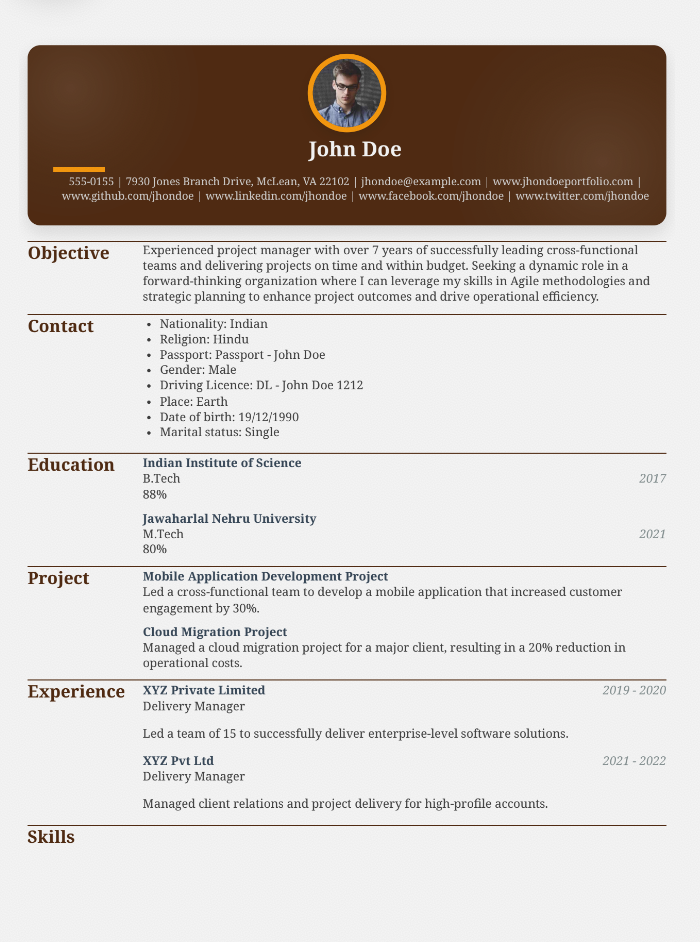 John Doe
555-0155 | 7930 Jones Branch Drive, McLean, VA 22102 | jhondoe@example.com | www.jhondoeportfolio.com |
www.github.com/jhondoe | www.linkedin.com/jhondoe | www.facebook.com/jhondoe | www.twitter.com/jhondoe
Objective
Experienced project manager with over 7 years of successfully leading cross-functional
teams and delivering projects on time and within budget. Seeking a dynamic role in a
forward-thinking organization where I can leverage my skills in Agile methodologies and
strategic planning to enhance project outcomes and drive operational efficiency.
Contact
• Nationality: Indian
• Religion: Hindu
• Passport: Passport - John Doe
• Gender: Male
• Driving Licence: DL - John Doe 1212
• Place: Earth
• Date of birth: 19/12/1990
• Marital status: Single
Education
Indian Institute of Science
B.Tech 2017
88%
Jawaharlal Nehru University
M.Tech 2021
80%
Project
Mobile Application Development Project
Led a cross-functional team to develop a mobile application that increased customer
engagement by 30%.
Cloud Migration Project
Managed a cloud migration project for a major client, resulting in a 20% reduction in
operational costs.
Experience
XYZ Private Limited 2019 - 2020
Delivery Manager
Led a team of 15 to successfully deliver enterprise-level software solutions.
XYZ Pvt Ltd 2021 - 2022
Delivery Manager
Managed client relations and project delivery for high-profile accounts.
Skills